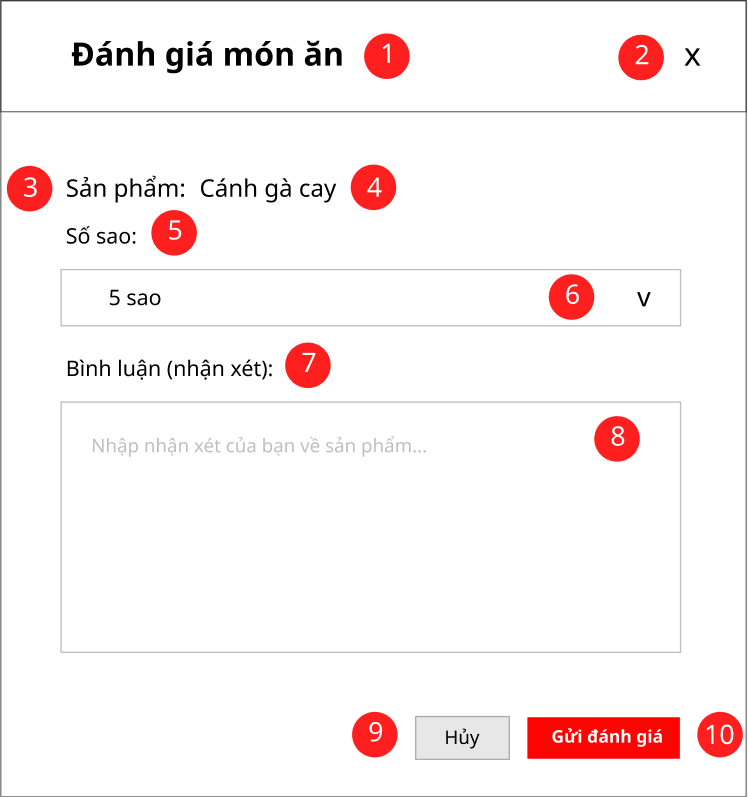 Đánh giá món ăn 1 2 x
3 Sản phẩm: Cánh gà cay 4
Số sao: 5
5 sao 6 v
Bình luận (nhận xét): 7
Nhập nhận xét của bạn về sản phẩm... 8
9 Hủy Gửi đánh giá 10